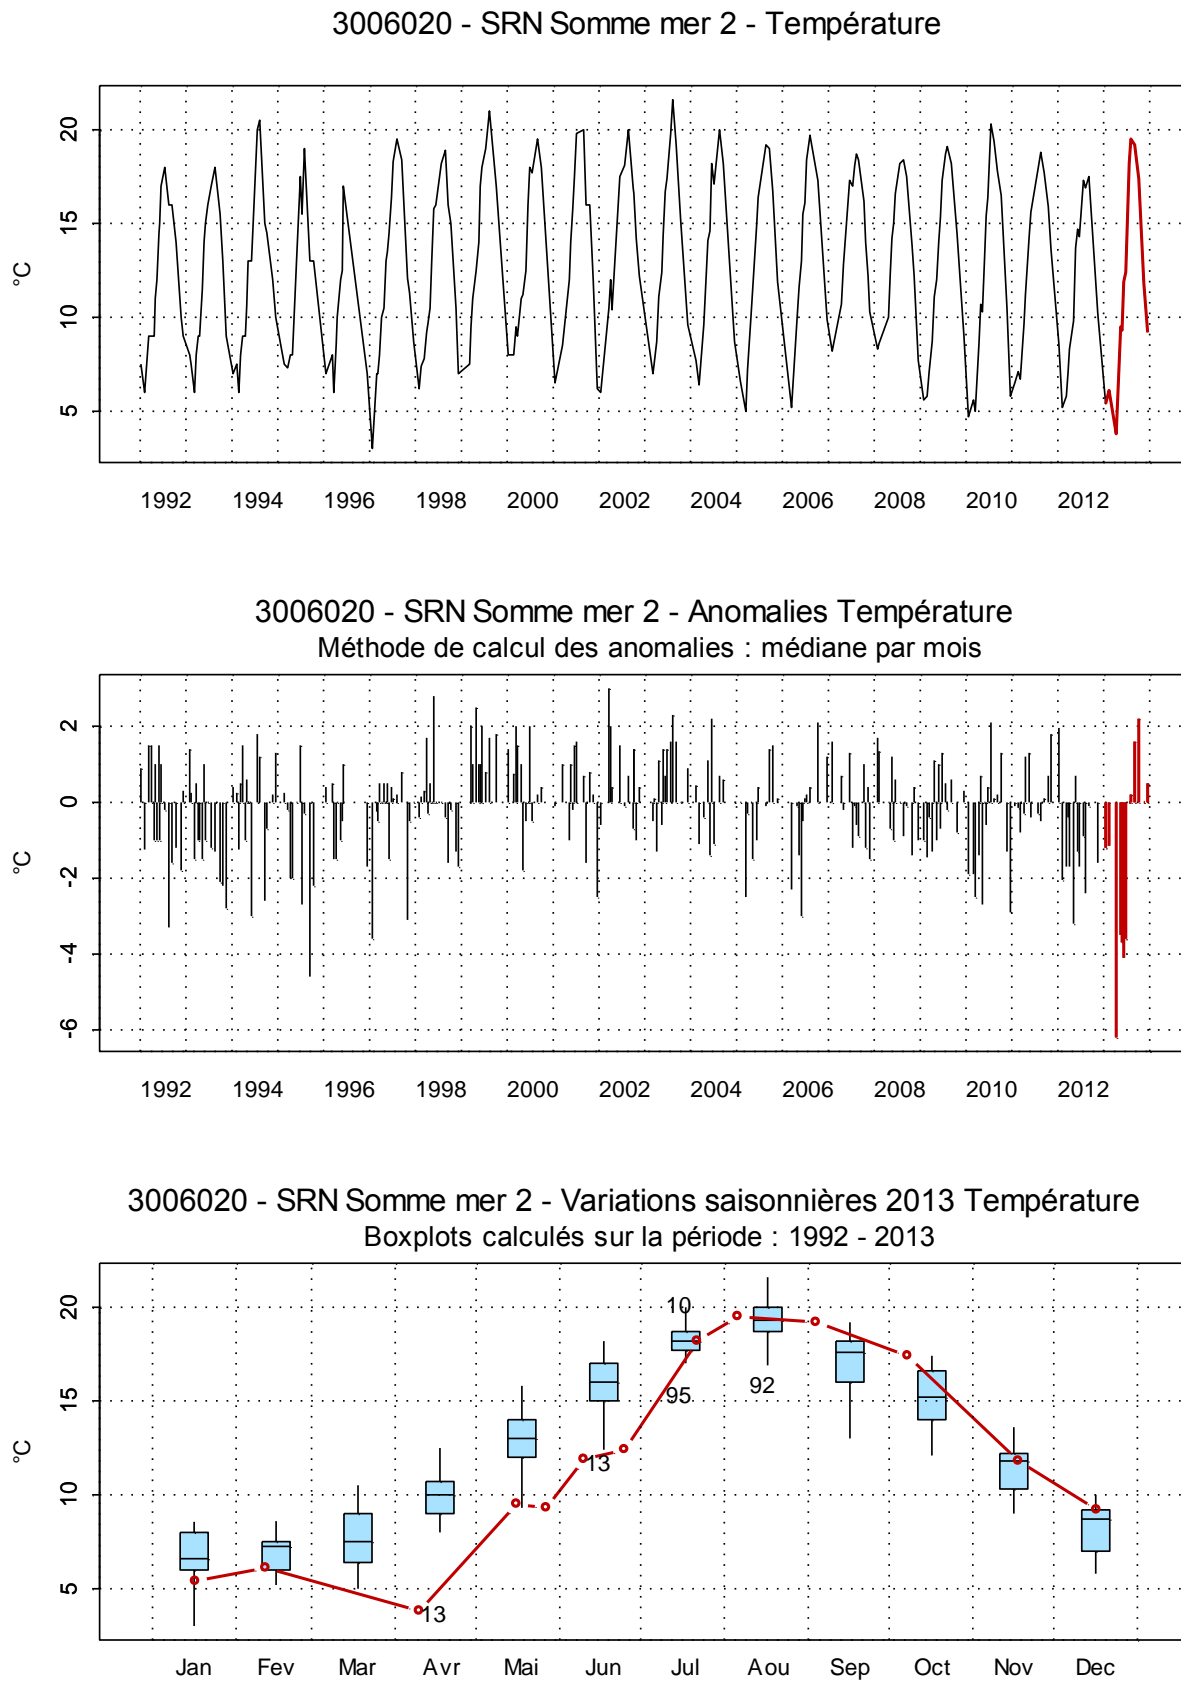 3006020 - SRN Somme mer 2 - Température
20
15
10
5
°C
1992 1994 1996 1998 2000 2002 2004 2006 2008 2010 2012
3006020 - SRN Somme mer 2 - Anomalies Température
Méthode de calcul des anomalies : médiane par mois
2
0
-2
-4
-6
°C
1992 1994 1996 1998 2000 2002 2004 2006 2008 2010 2012
3006020 - SRN Somme mer 2 - Variations saisonnières 2013 Température
Boxplots calculés sur la période : 1992 - 2013
20
15
10
5
°C
10
95
92
13
13
Jan Fev Mar Avr Mai Jun Jul Aou Sep Oct Nov Dec